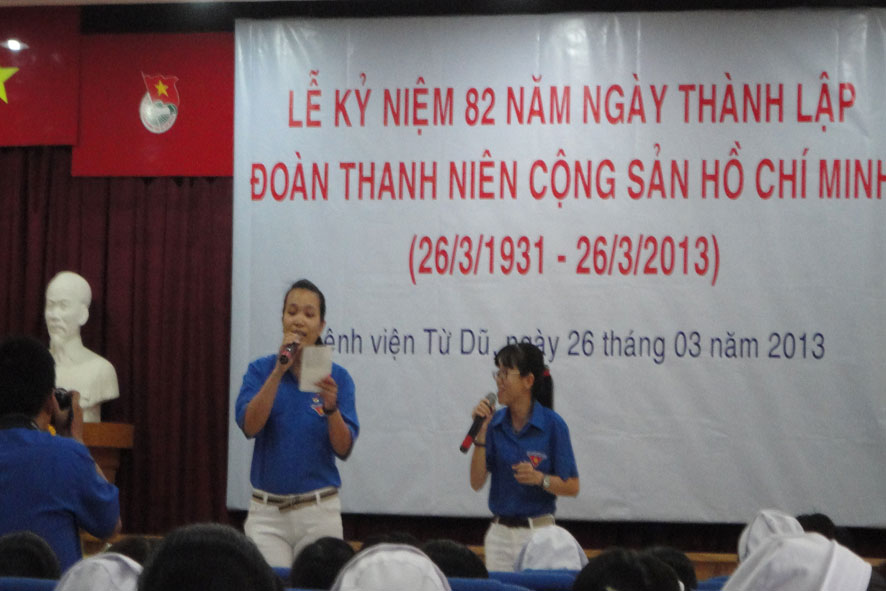 LỄ KỶ NIỆM 82 NĂM NGÀY THÀNH LẬP
ĐOÀN THANH NIÊN CỘNG SẢN HỒ CHÍ MINH
(26/3/1931 - 26/3/2013)
Bệnh viện Từ Dũ, ngày 26 tháng 03 năm 2013